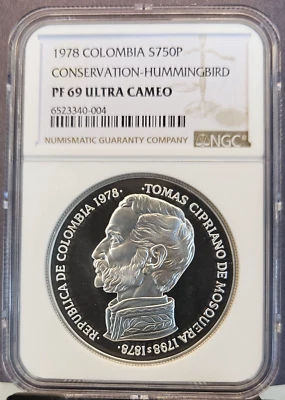 1978 COLOMBIA S750P
CONSERVATION-HUMMINGBIRD
PF 69 ULTRA CAMEO
6523340-004
NUMISMATIC GUARANTY COMPANY
NGC
·REPUBLICA DE COLOMBIA 1978·
·TOMAS CIPRIANO DE MOSQUERA 1798 1878